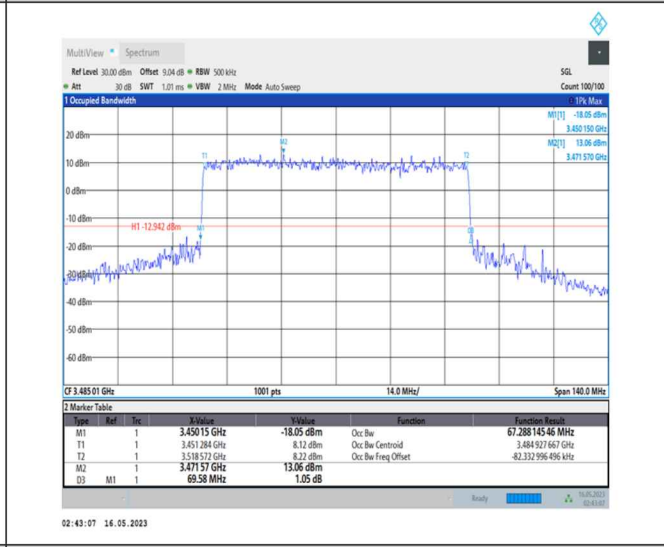 MultiView Spectrum
Ref Level 30.00 dBm Offset 9.04 dB RBW 500 kHz SGL
Att 30 dB SWT 1.01 ms VBW 2 MHz Mode Auto Sweep Count 100/100
1 Occupied Bandwidth 1Pk Max
M1[1] -18.05 dBm
3.450 150 GHz
M2[1] 13.06 dBm
3.471 570 GHz
20 dBm
M2
T1 T2
10 dBm
0 dBm
-10 dBm
H1 -12.942 dBm
M1
D3
-20 dBm
-30 dBm
-40 dBm
-50 dBm
-60 dBm
CF 3.485 01 GHz 1001 pts 14.0 MHz/ Span 140.0 MHz
2 Marker Table
Type Ref Trc X-Value Y-Value Function Function Result
M1 1 3.450 15 GHz -18.05 dBm Occ Bw 67.288 145 46 MHz
T1 1 3.451 284 GHz 8.12 dBm Occ Bw Centroid 3.484 927 667 GHz
T2 1 3.518 572 GHz 8.22 dBm Occ Bw Freq Offset -82.332 996 496 kHz
M2 1 3.471 57 GHz 13.06 dBm
D3 M1 1 69.58 MHz 1.05 dB
Ready 16.05.2023
02:43:07
02:43:07 16.05.2023